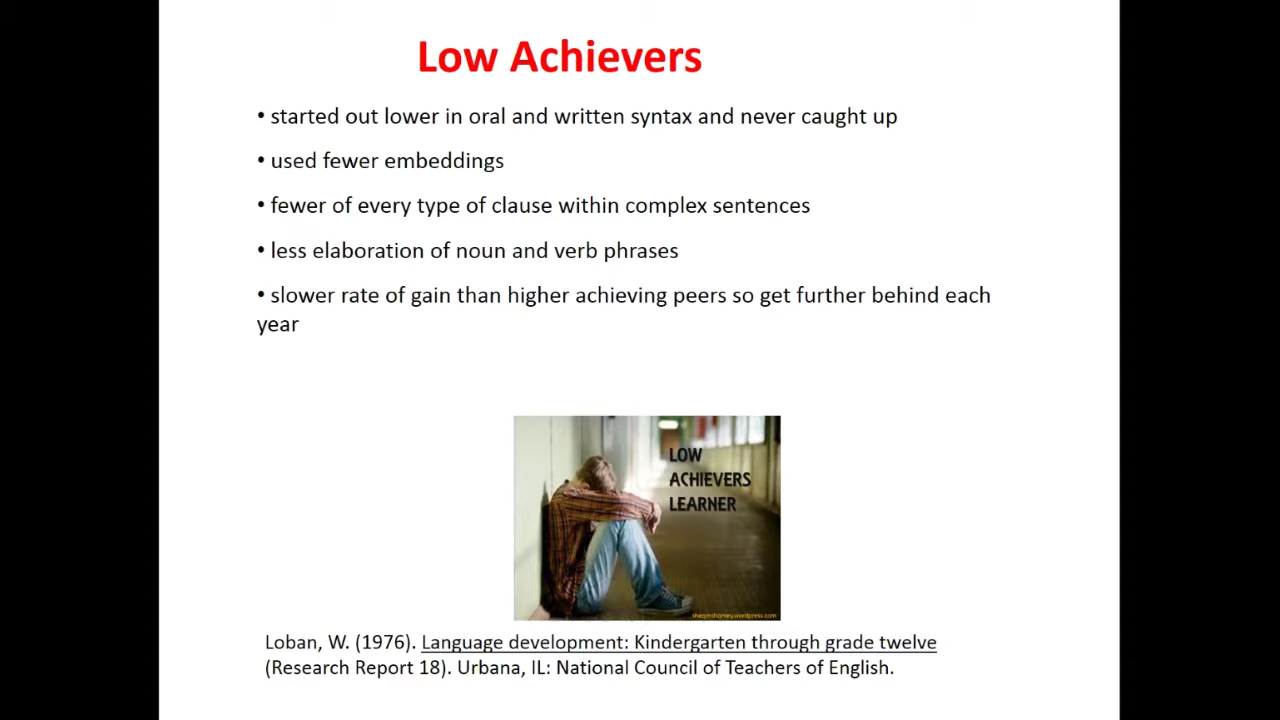 Low Achievers
• started out lower in oral and written syntax and never caught up
• used fewer embeddings
• fewer of every type of clause within complex sentences
• less elaboration of noun and verb phrases
• slower rate of gain than higher achieving peers so get further behind each
year
LOW
ACHIEVERS
LEARNER
Loban, W. (1976). Language development: Kindergarten through grade twelve
(Research Report 18). Urbana, IL: National Council of Teachers of English.